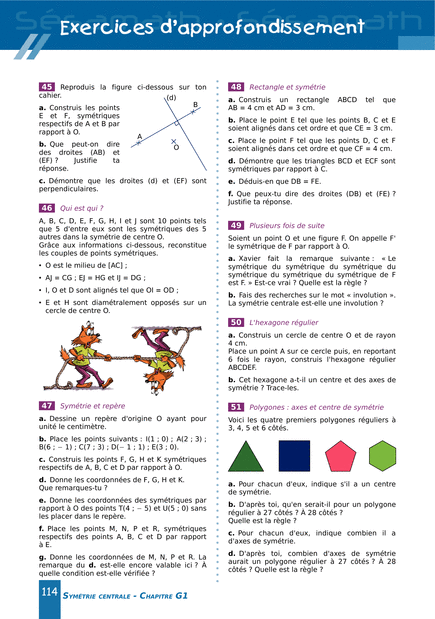 Sésamath
Sésamath
Exercices d'approfondissement
45 Reproduis la figure ci-dessous sur ton
cahier.
a. Construis les points
E et F, symétriques
respectifs de A et B par
rapport à O.
b. Que peut-on dire
des droites (AB) et
(EF) ? Justifie ta
réponse.
(d)
B
A
O
c. Démontre que les droites (d) et (EF) sont
perpendiculaires.
46 Qui est qui ?
A, B, C, D, E, F, G, H, I et J sont 10 points tels
que 5 d'entre eux sont les symétriques des 5
autres dans la symétrie de centre O.
Grâce aux informations ci-dessous, reconstitue
les couples de points symétriques.
• O est le milieu de [AC] ;
• AJ = CG ; EJ = HG et IJ = DG ;
• I, O et D sont alignés tels que OI = OD ;
• E et H sont diamétralement opposés sur un
cercle de centre O.
47 Symétrie et repère
a. Dessine un repère d'origine O ayant pour
unité le centimètre.
b. Place les points suivants : I(1 ; 0) ; A(2 ; 3) ;
B(6 ; − 1) ; C(7 ; 3) ; D(− 1 ; 1) ; E(3 ; 0).
c. Construis les points F, G, H et K symétriques
respectifs de A, B, C et D par rapport à O.
d. Donne les coordonnées de F, G, H et K.
Que remarques-tu ?
e. Donne les coordonnées des symétriques par
rapport à O des points T(4 ; − 5) et U(5 ; 0) sans
les placer dans le repère.
f. Place les points M, N, P et R, symétriques
respectifs des points A, B, C et D par rapport
à E.
g. Donne les coordonnées de M, N, P et R. La
remarque du d. est-elle encore valable ici ? À
quelle condition est-elle vérifiée ?
48 Rectangle et symétrie
a. Construis un rectangle ABCD tel que
AB = 4 cm et AD = 3 cm.
b. Place le point E tel que les points B, C et E
soient alignés dans cet ordre et que CE = 3 cm.
c. Place le point F tel que les points D, C et F
soient alignés dans cet ordre et que CF = 4 cm.
d. Démontre que les triangles BCD et ECF sont
symétriques par rapport à C.
e. Déduis-en que DB = FE.
f. Que peux-tu dire des droites (DB) et (FE) ?
Justifie ta réponse.
49 Plusieurs fois de suite
Soient un point O et une figure F. On appelle F'
le symétrique de F par rapport à O.
a. Xavier fait la remarque suivante : « Le
symétrique du symétrique du symétrique du
symétrique du symétrique du symétrique de F
est F. » Est-ce vrai ? Quelle est la règle ?
b. Fais des recherches sur le mot « involution ».
La symétrie centrale est-elle une involution ?
50 L'hexagone régulier
a. Construis un cercle de centre O et de rayon
4 cm.
Place un point A sur ce cercle puis, en reportant
6 fois le rayon, construis l'hexagone régulier
ABCDEF.
b. Cet hexagone a-t-il un centre et des axes de
symétrie ? Trace-les.
51 Polygones : axes et centre de symétrie
Voici les quatre premiers polygones réguliers à
3, 4, 5 et 6 côtés.
a. Pour chacun d'eux, indique s'il a un centre
de symétrie.
b. D'après toi, qu'en serait-il pour un polygone
régulier à 27 côtés ? À 28 côtés ?
Quelle est la règle ?
c. Pour chacun d'eux, indique combien il a
d'axes de symétrie.
d. D'après toi, combien d'axes de symétrie
aurait un polygone régulier à 27 côtés ? À 28
côtés ? Quelle est la règle ?
114 Symétrie centrale - Chapitre G1